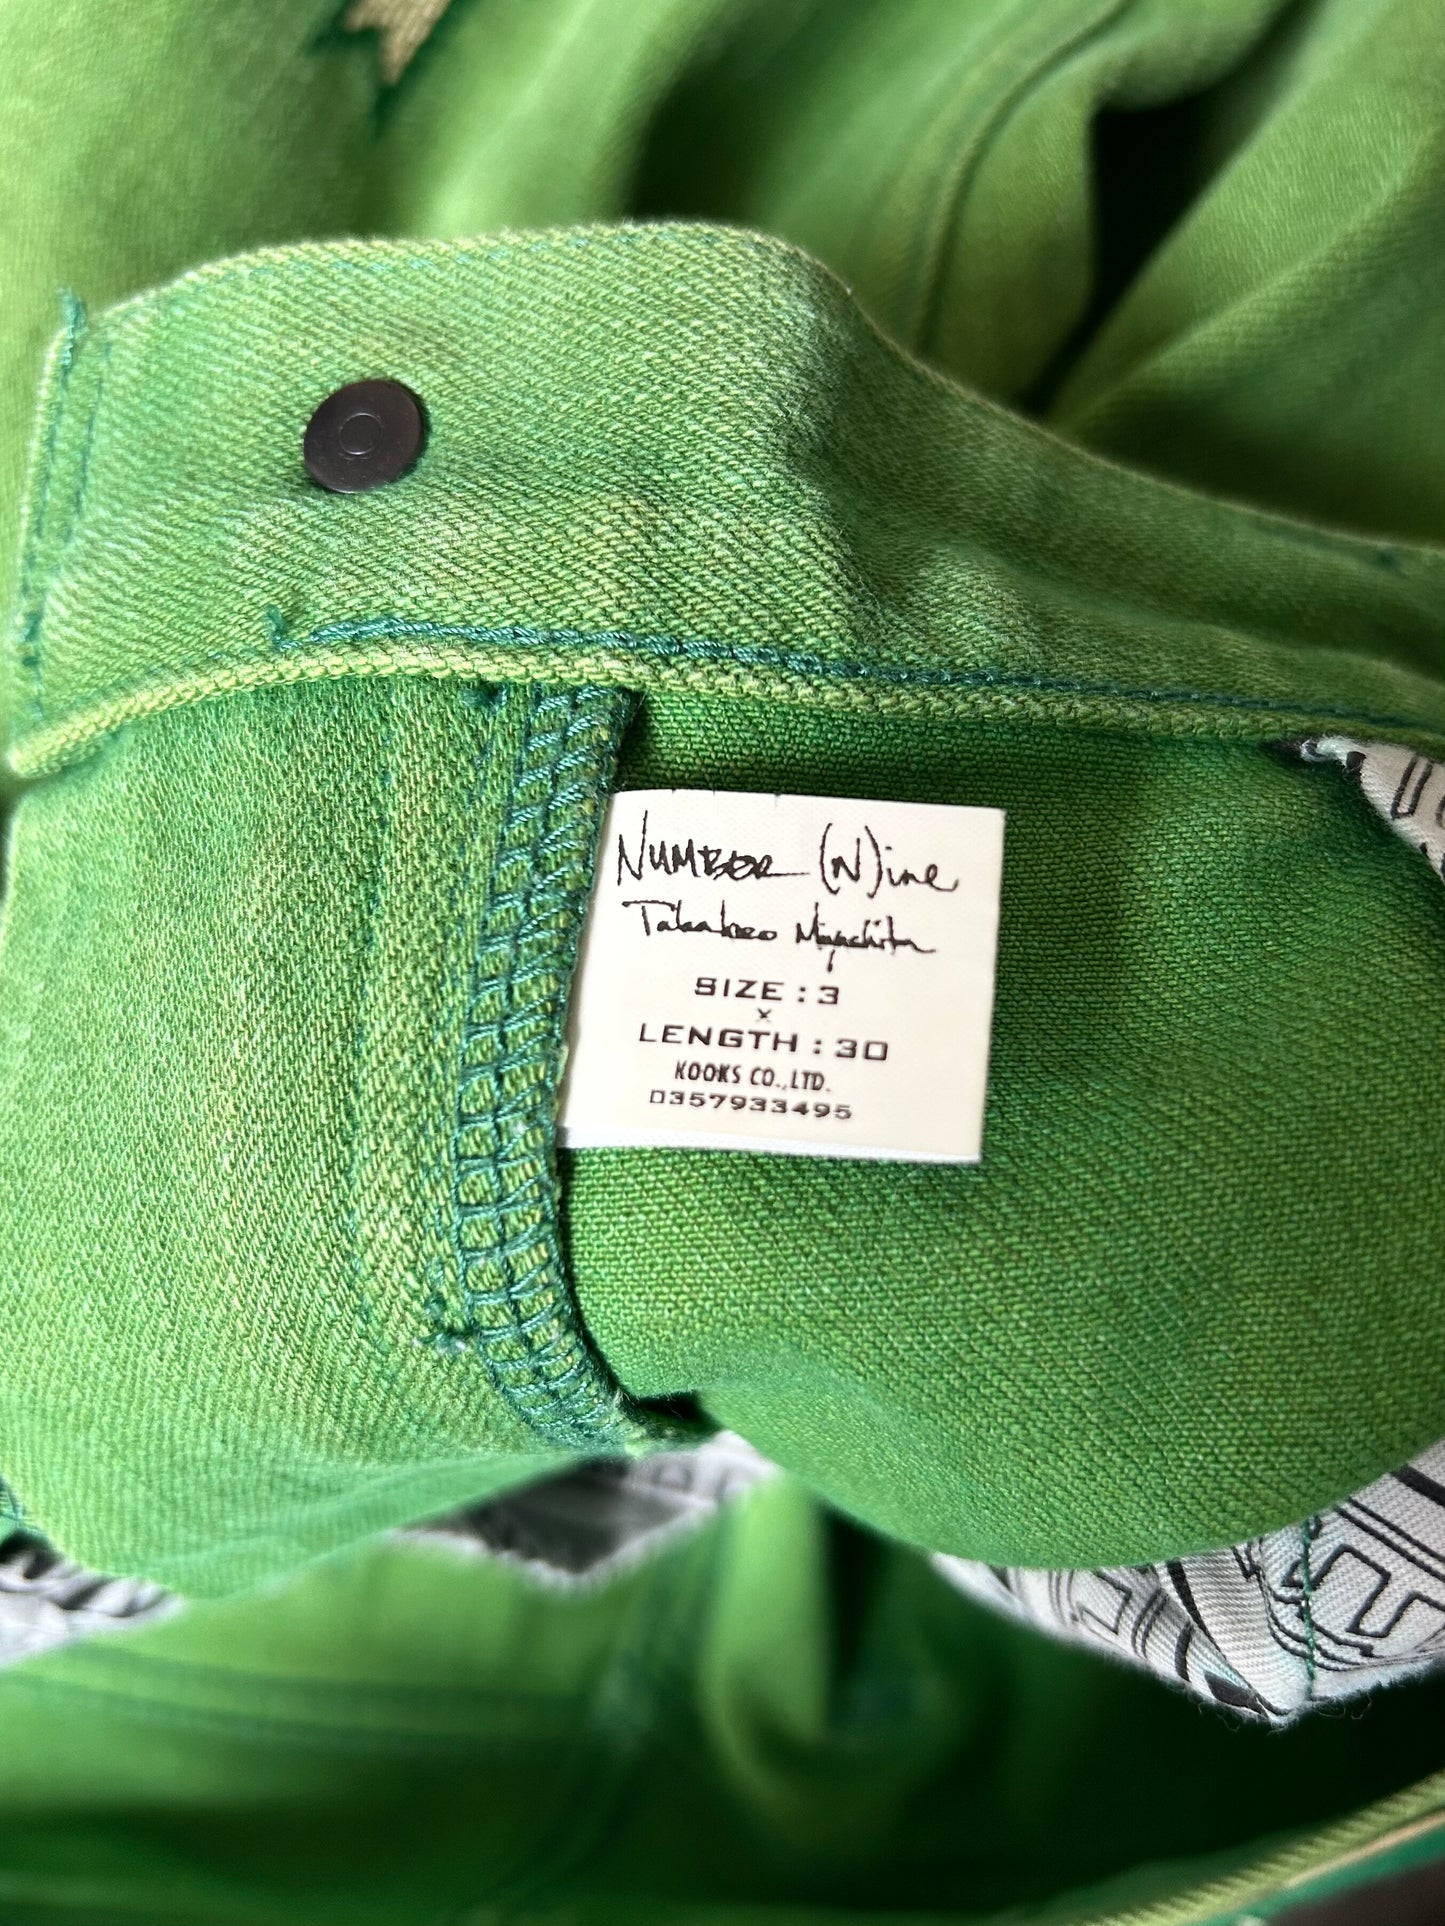 NUMBER (N)ine
Takahiro Miyashita
SIZE : 3
x
LENGTH : 30
KOOKS CO.,LTD.
0357933495